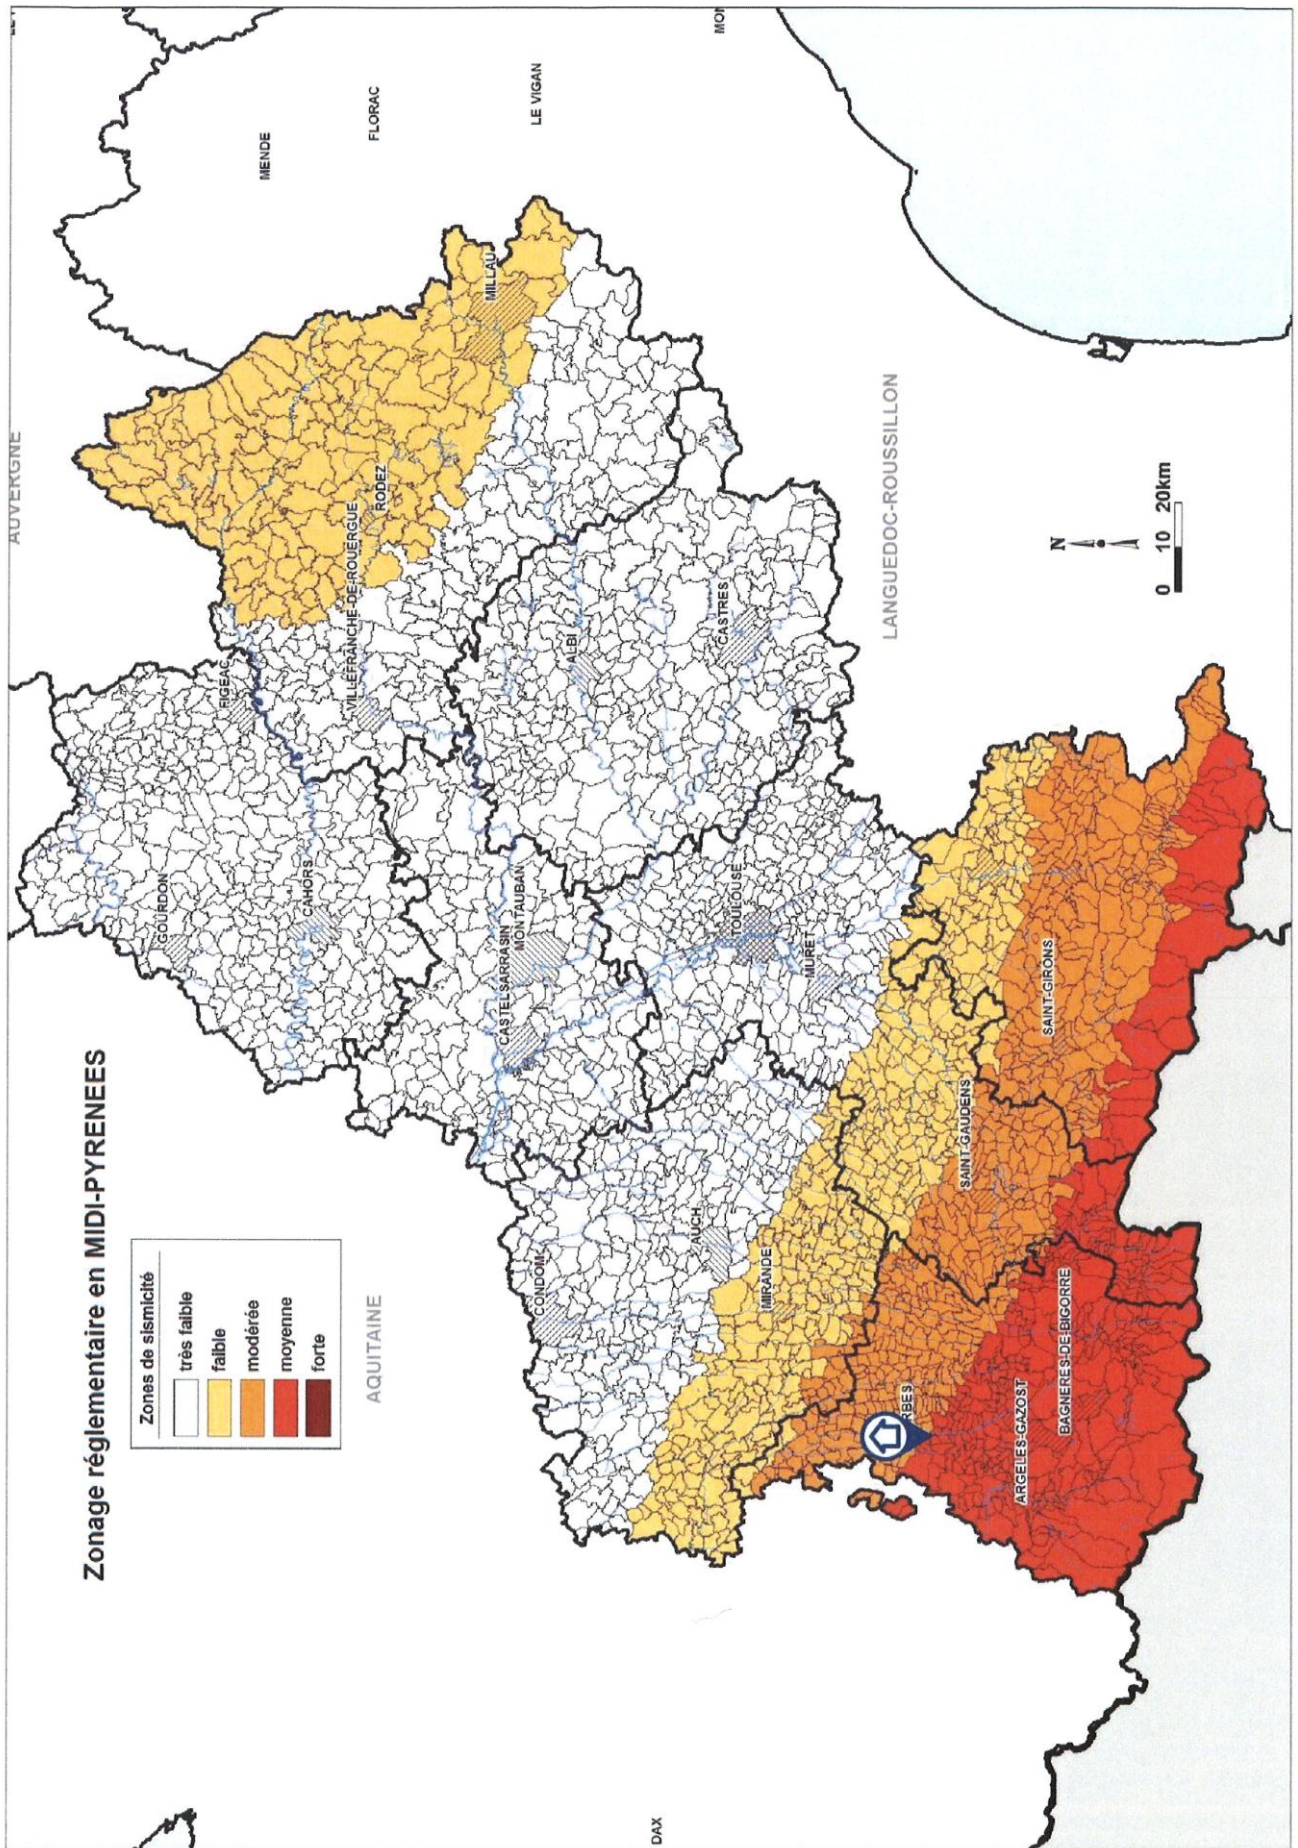 Zonage réglementaire en MIDI-PYRENEES
Zones de sismicité
très faible
faible
modérée
moyenne
forte
AUVERGNE
AQUITAINE
LANGUEDOC-ROUSSILLON
MENDE
FLORAC
LE VIGAN
MILLAU
RODEZ
VILLEFRANCHE-DE-ROUERGUE
FIGEAC
GOURDON
CAHORS
CASTELSARRASIN
MONTAUBAN
ALBI
CASTRES
TOULOUSE
MURET
CONDOM
AUCH
MIRANDE
RBES
SAINT-GAUDENS
SAINT-GIRONS
ARGELES-GAZOST
BAGNERES-DE-BIGORRE
DAX
MON
N
0 10 20km